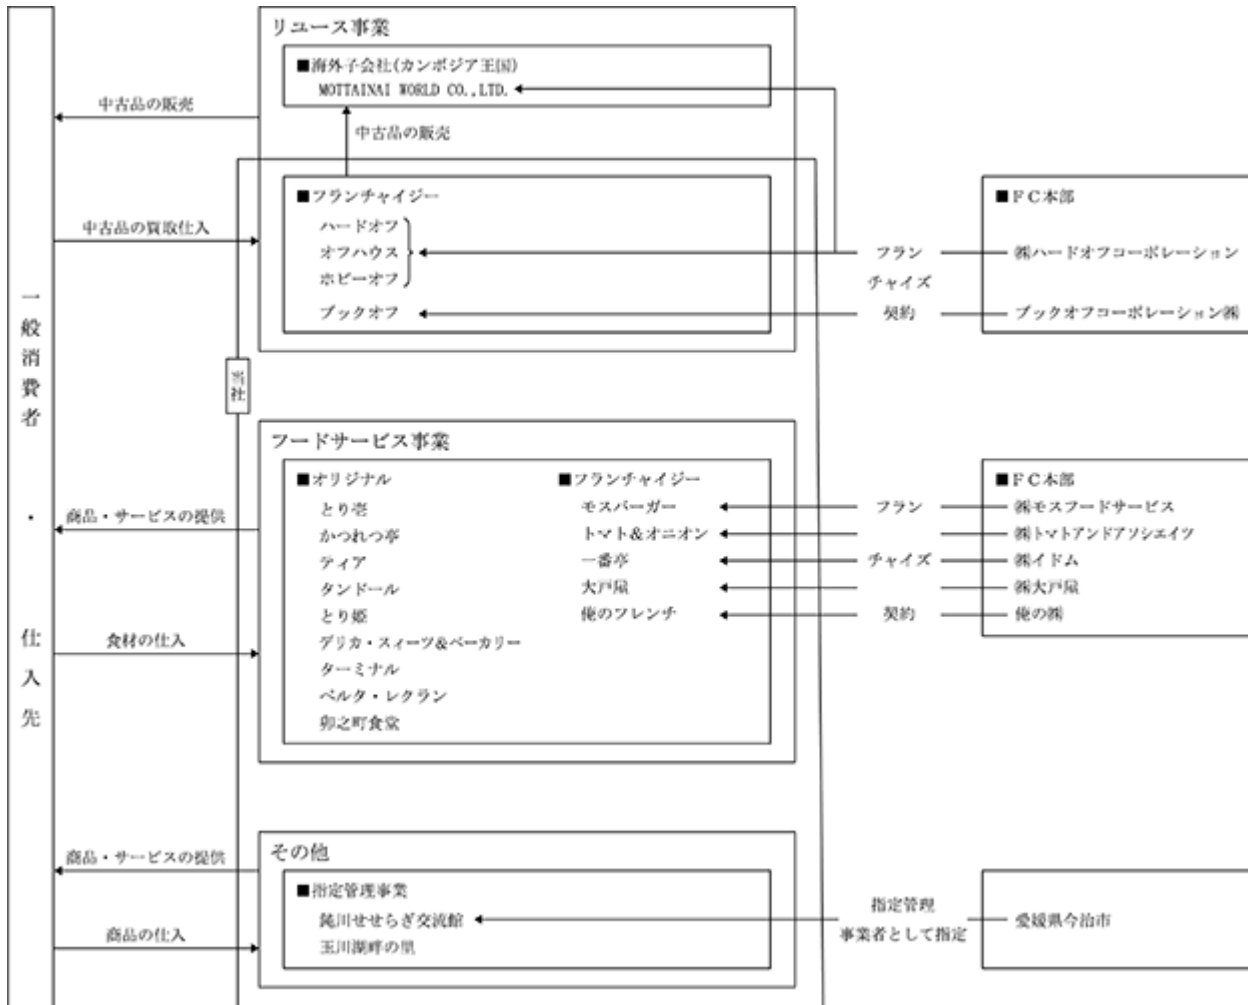 リユース事業
■海外子会社(カンボジア王国)
MOTTAINAI WORLD CO.,LTD.
中古品の販売
中古品の販売
■フランチャイジー
ハードオフ
オフハウス
ホビーオフ
ブックオフ
中古品の買取仕入
フラン
チャイズ
契約
■FC本部
㈱ハードオフコーポレーション
ブックオフコーポレーション㈱
一般消費者・仕入先
当社
フードサービス事業
■オリジナル
とり壱
かつれつ亭
ティア
タンドール
とり姫
デリカ・スィーツ&ベーカリー
ターミナル
ベルタ・レクラン
卯之町食堂
■フランチャイジー
モスバーガー
トマト&オニオン
一番亭
大戸屋
俺のフレンチ
商品・サービスの提供
食材の仕入
フラン
チャイズ
契約
■FC本部
㈱モスフードサービス
㈱トマトアンドアソシエイツ
㈱イドム
㈱大戸屋
俺の㈱
その他
■指定管理事業
鈍川せせらぎ交流館
玉川湖畔の里
商品・サービスの提供
商品の仕入
指定管理
事業者として指定
愛媛県今治市